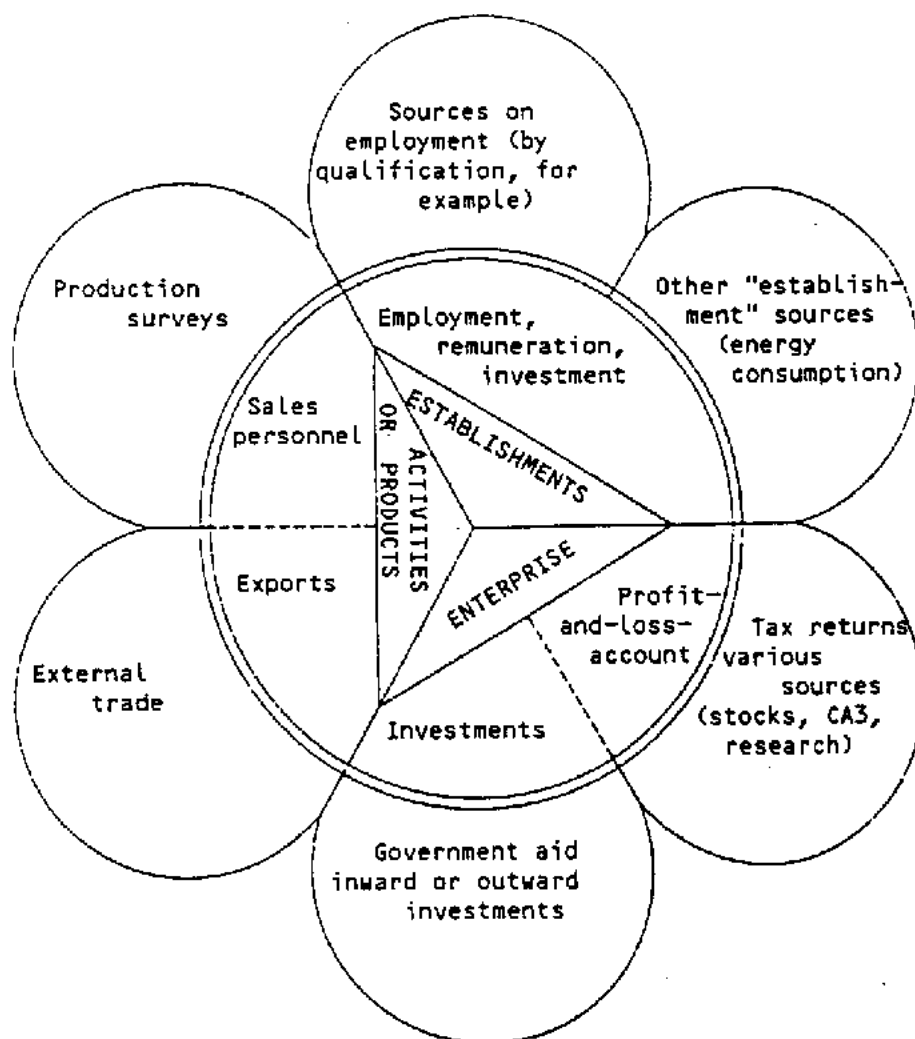 Sources on
employment (by
qualification, for
example)
Production
surveys
Other "establish-
ment" sources
(energy
consumption)
Employment,
remuneration,
investment
Sales
personnel
ESTABLISHMENTS
ACTIVITIES
OR PRODUCTS
ENTERPRISE
Exports
Profit-
and-loss-
account
External
trade
Tax returns
various
sources
(stocks, CA3,
research)
Investments
Government aid
inward or outward
investments